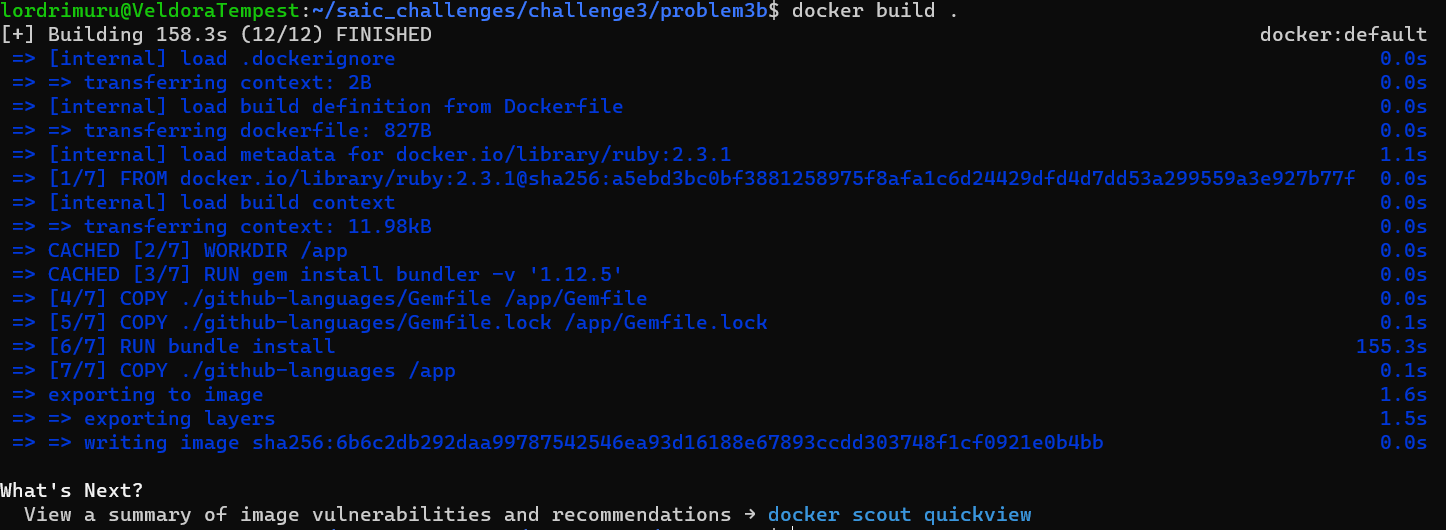 lordrimuru@VeldoraTempest:~/saic_challenges/challenge3/problem3b$ docker build .
[+] Building 158.3s (12/12) FINISHED docker:default
=> [internal] load .dockerignore 0.0s
=> => transferring context: 2B 0.0s
=> [internal] load build definition from Dockerfile 0.0s
=> => transferring dockerfile: 827B 0.0s
=> [internal] load metadata for docker.io/library/ruby:2.3.1 1.1s
=> [1/7] FROM docker.io/library/ruby:2.3.1@sha256:a5ebd3bc0bf3881258975f8afa1c6d24429dfd4d7dd53a299559a3e927b77f 0.0s
=> [internal] load build context 0.0s
=> => transferring context: 11.98kB 0.0s
=> CACHED [2/7] WORKDIR /app 0.0s
=> CACHED [3/7] RUN gem install bundler -v '1.12.5' 0.0s
=> [4/7] COPY ./github-languages/Gemfile /app/Gemfile 0.0s
=> [5/7] COPY ./github-languages/Gemfile.lock /app/Gemfile.lock 0.1s
=> [6/7] RUN bundle install 155.3s
=> [7/7] COPY ./github-languages /app 0.1s
=> exporting to image 1.6s
=> => exporting layers 1.5s
=> => writing image sha256:6b6c2db292daa99787542546ea93d16188e67893ccdd303748f1cf0921e0b4bb 0.0s
What's Next?
View a summary of image vulnerabilities and recommendations → docker scout quickview